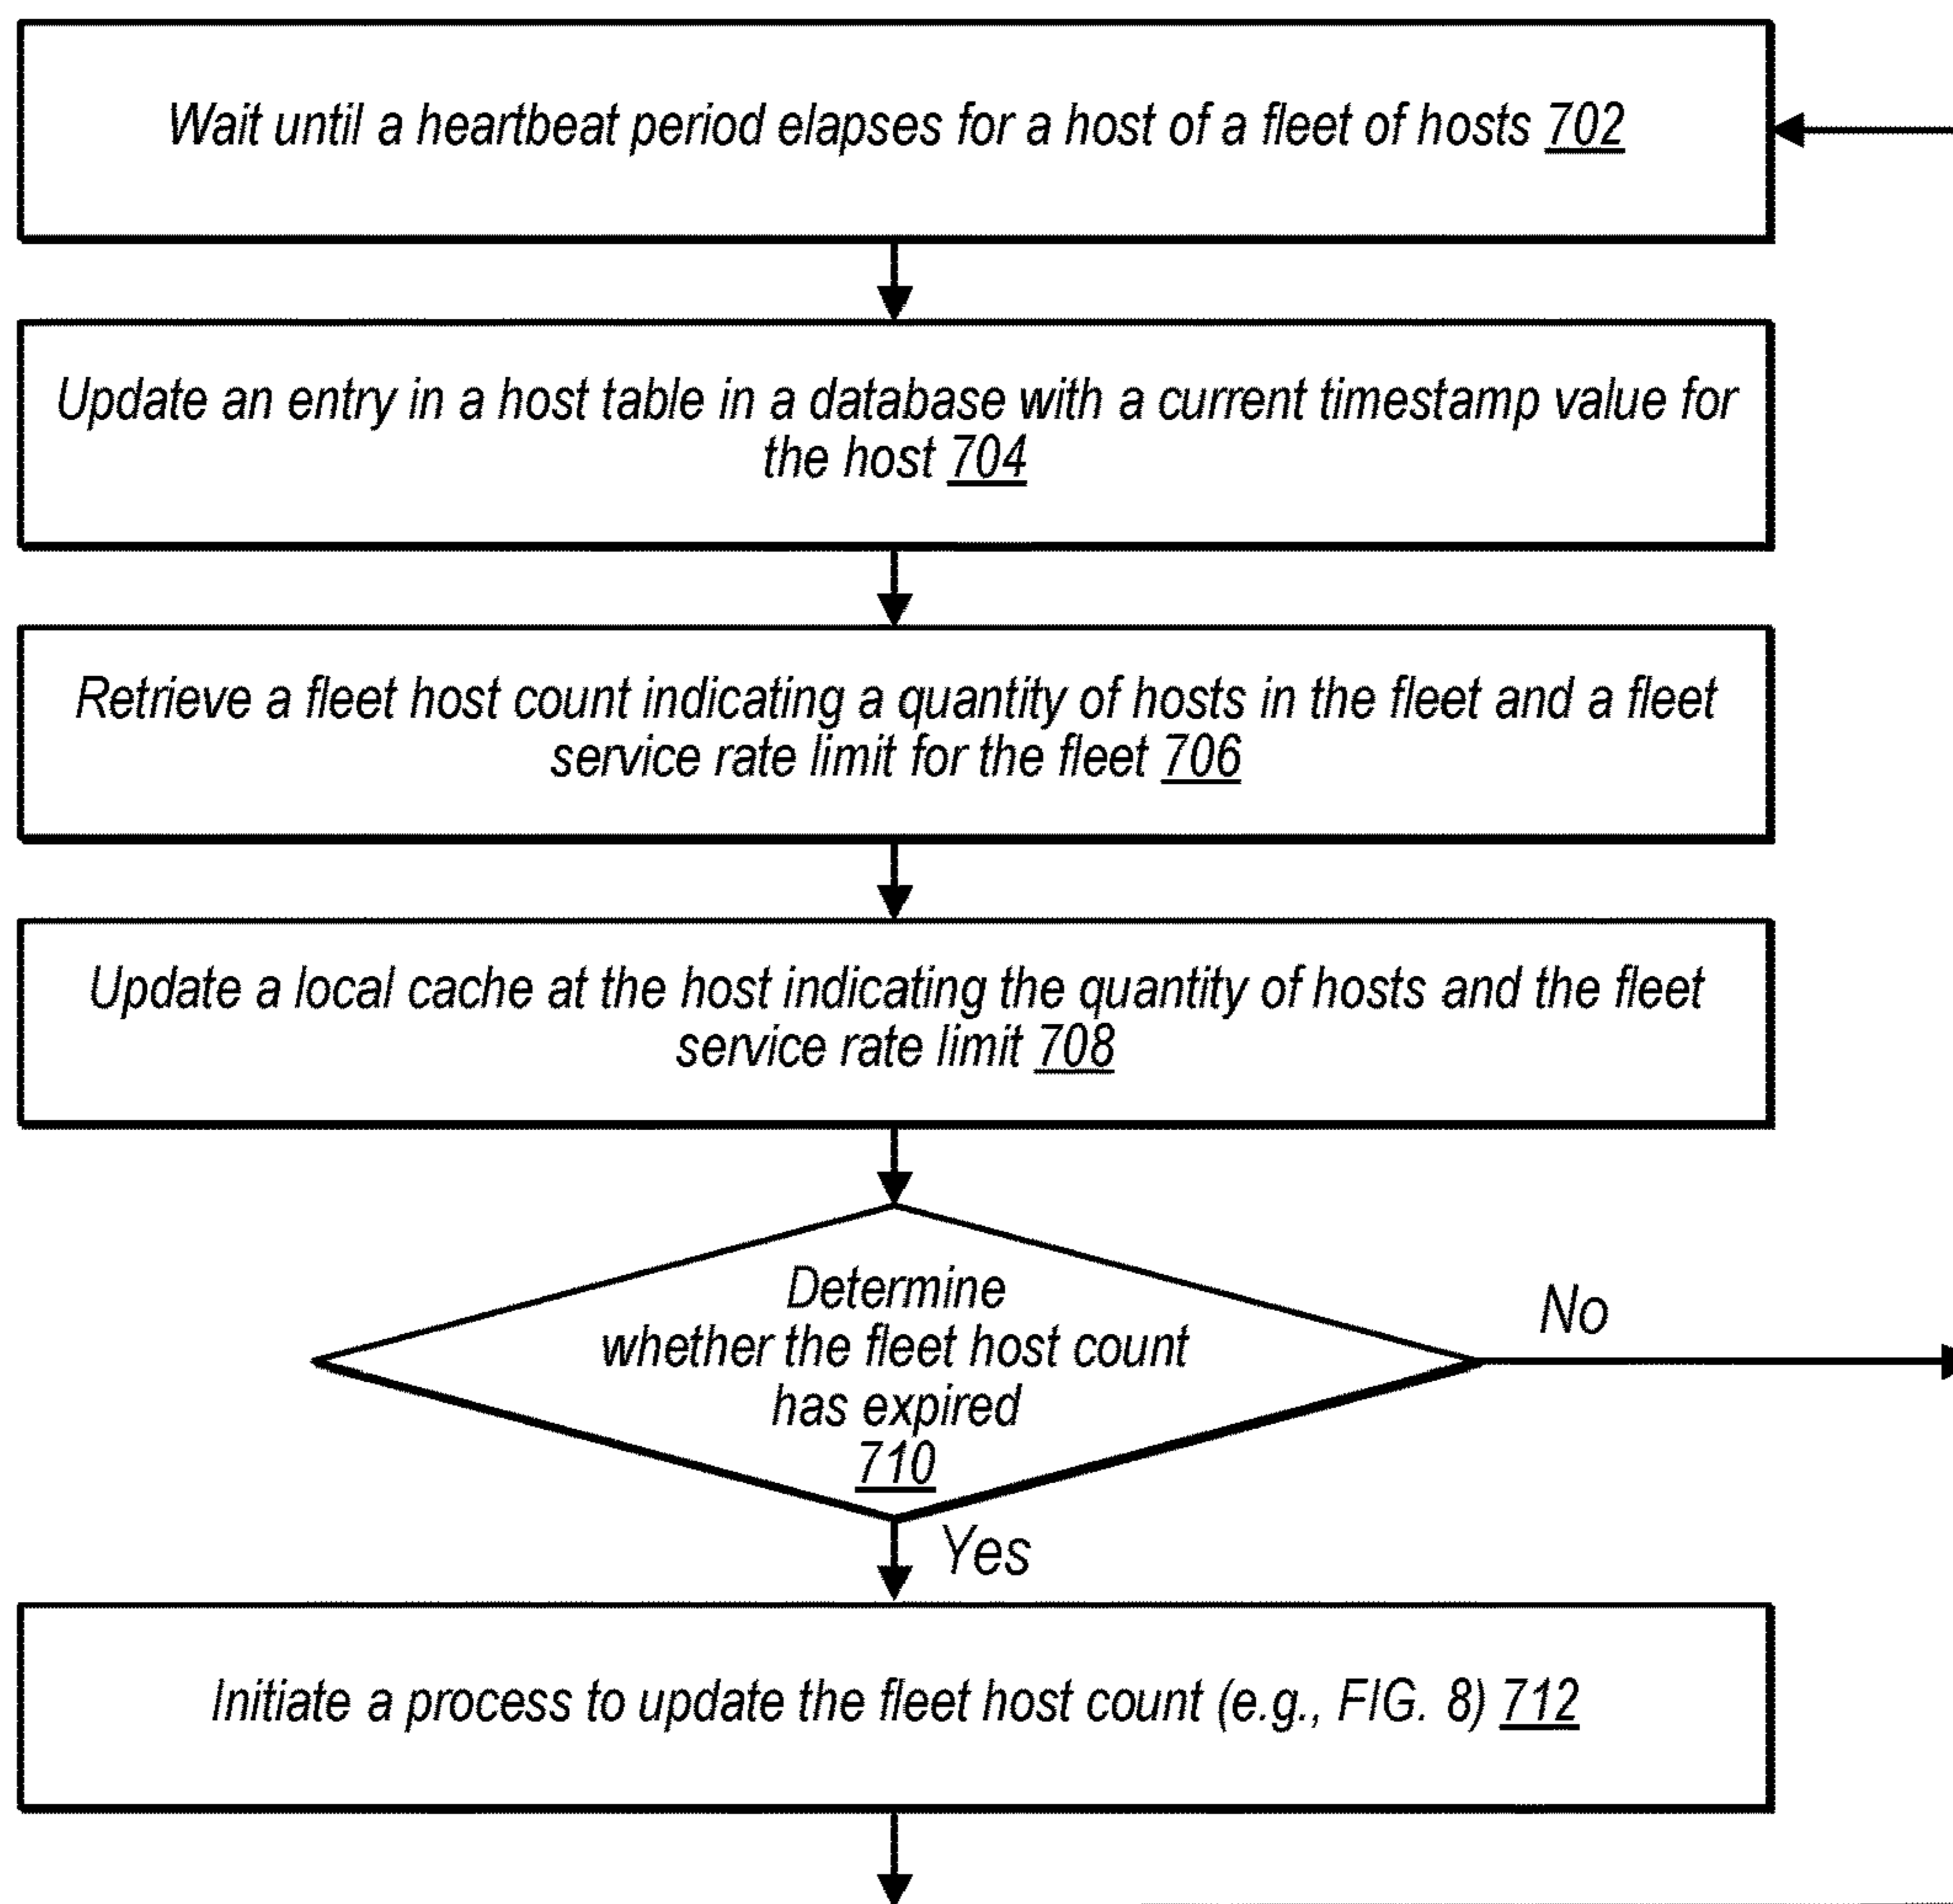 Wait until a heartbeat period elapses for a host of a fleet of hosts 702
Update an entry in a host table in a database with a current timestamp value for
the host 704
Retrieve a fleet host count indicating a quantity of hosts in the fleet and a fleet
service rate limit for the fleet 706
Update a local cache at the host indicating the quantity of hosts and the fleet
service rate limit 708
Determine
whether the fleet host count
has expired
710
No
Yes
Initiate a process to update the fleet host count (e.g., FIG. 8) 712